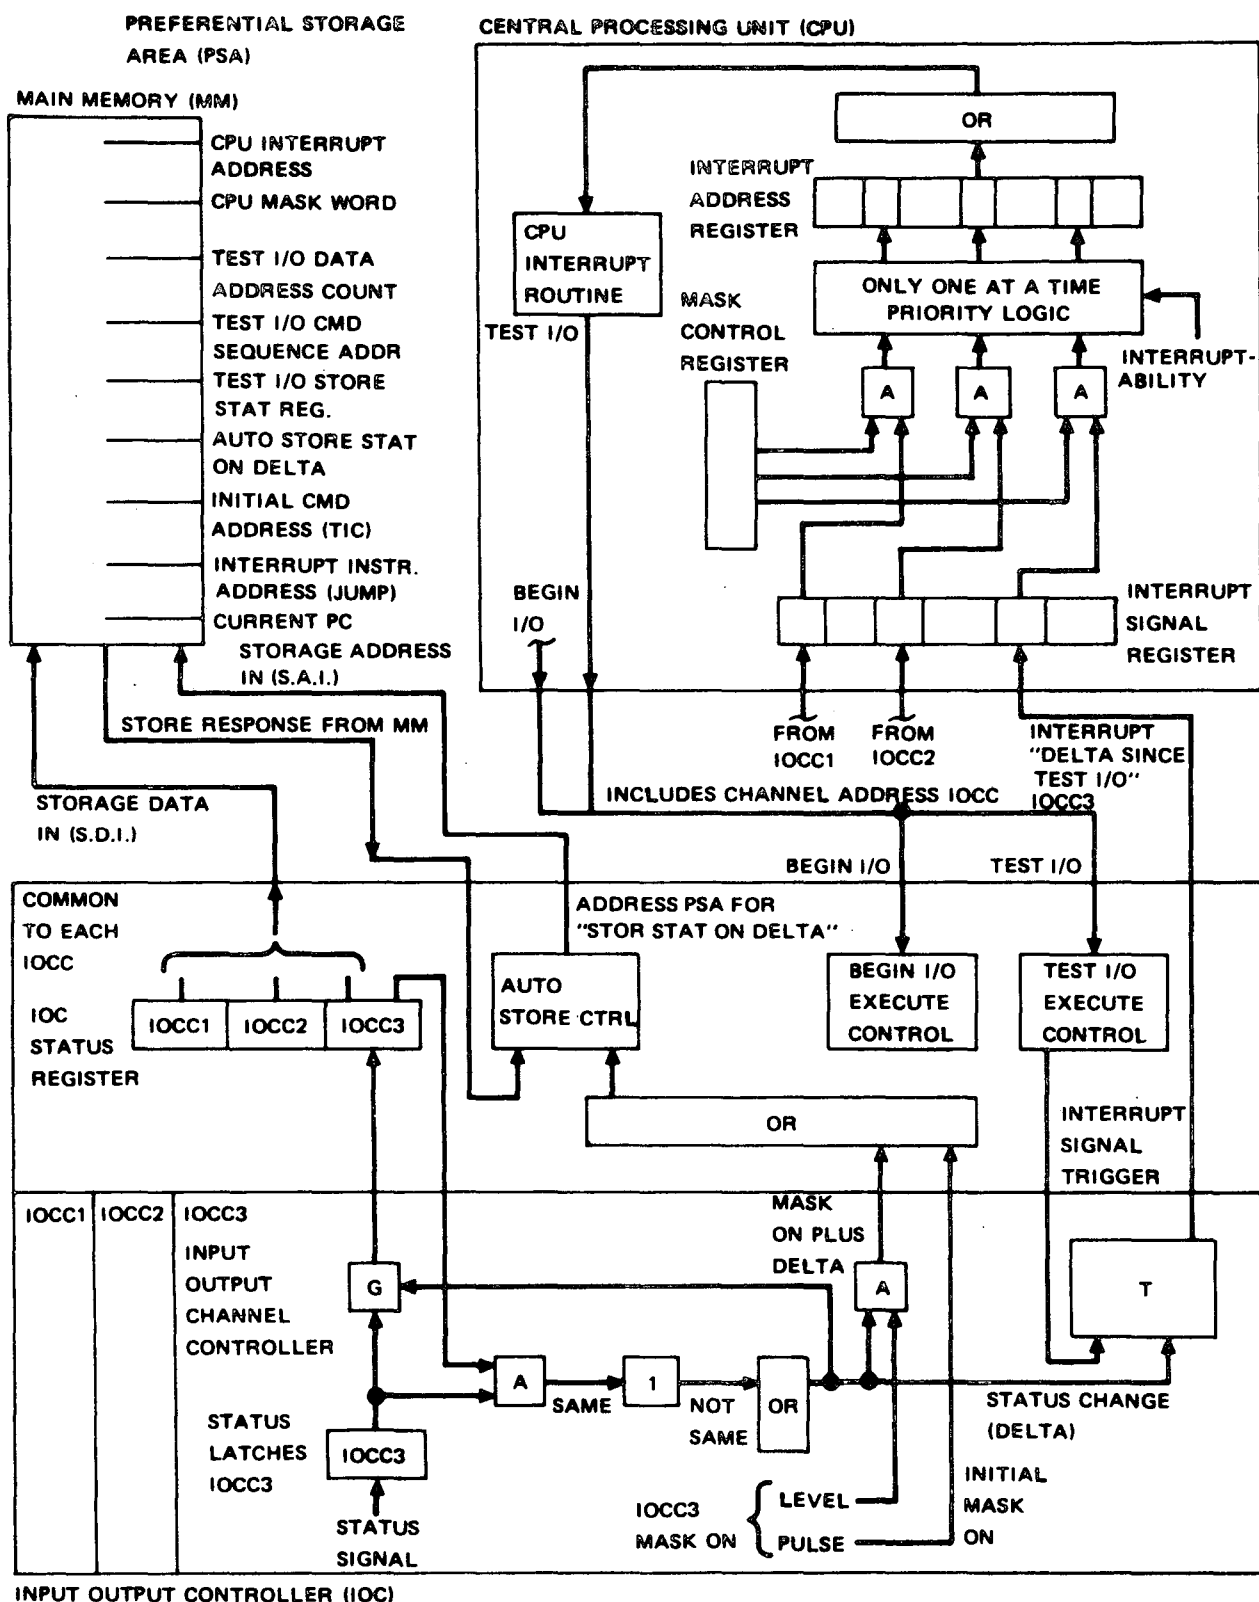 PREFERENTIAL STORAGE
AREA (PSA)
CENTRAL PROCESSING UNIT (CPU)
MAIN MEMORY (MM)
CPU INTERRUPT
ADDRESS
CPU MASK WORD
TEST I/O DATA
ADDRESS COUNT
TEST I/O CMD
SEQUENCE ADDR
TEST I/O STORE
STAT REG.
AUTO STORE STAT
ON DELTA
INITIAL CMD
ADDRESS (TIC)
INTERRUPT INSTR.
ADDRESS (JUMP)
CURRENT PC
STORAGE ADDRESS
IN (S.A.I.)
STORE RESPONSE FROM MM
STORAGE DATA
IN (S.D.I.)
OR
INTERRUPT
ADDRESS
REGISTER
CPU
INTERRUPT
ROUTINE
TEST I/O
ONLY ONE AT A TIME
PRIORITY LOGIC
MASK
CONTROL
REGISTER
INTERRUPT-
ABILITY
A
A
A
BEGIN
I/O
INTERRUPT
SIGNAL
REGISTER
FROM
IOCC1
FROM
IOCC2
INTERRUPT
"DELTA SINCE
TEST I/O"
IOCC3
INCLUDES CHANNEL ADDRESS IOCC
BEGIN I/O
TEST I/O
COMMON
TO EACH
IOCC
ADDRESS PSA FOR
"STOR STAT ON DELTA"
IOC
STATUS
REGISTER
IOCC1
IOCC2
IOCC3
AUTO
STORE CTRL
BEGIN I/O
EXECUTE
CONTROL
TEST I/O
EXECUTE
CONTROL
OR
INTERRUPT
SIGNAL
TRIGGER
IOCC1
IOCC2
IOCC3
INPUT
OUTPUT
CHANNEL
CONTROLLER
MASK
ON PLUS
DELTA
G
A
T
A
SAME
1
NOT
SAME
OR
STATUS CHANGE
(DELTA)
STATUS
LATCHES
IOCC3
IOCC3
STATUS
SIGNAL
IOCC3
MASK ON
LEVEL
PULSE
INITIAL
MASK
ON
INPUT OUTPUT CONTROLLER (IOC)